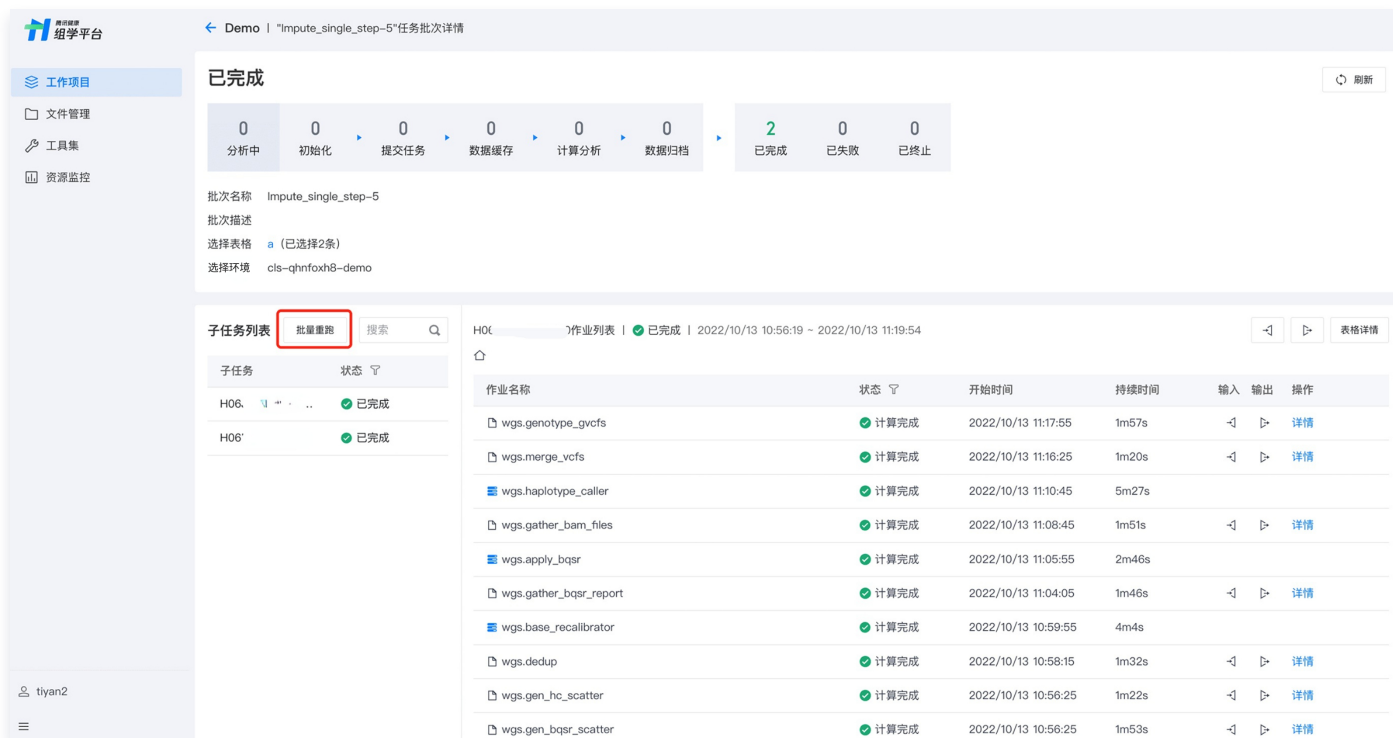 腾讯健康
组学平台
工作项目
文件管理
工具集
资源监控
tiyan2
Demo | "Impute_single_step-5"任务批次详情
已完成
刷新
0 0 0 0 0 0 2 0 0
分析中 初始化 提交任务 数据缓存 计算分析 数据归档 已完成 已失败 已终止
批次名称 Impute_single_step-5
批次描述
选择表格 a (已选择2条)
选择环境 cls-qhnfoxh8-demo
子任务列表 批量重跑 搜索
子任务 状态
H06. .. 已完成
H06' 已完成
作业列表 | 已完成 | 2022/10/13 10:56:19 ~ 2022/10/13 11:19:54
表格详情
作业名称 状态 开始时间 持续时间 输入 输出 操作
wgs.genotype_gvcfs 计算完成 2022/10/13 11:17:55 1m57s 详情
wgs.merge_vcfs 计算完成 2022/10/13 11:16:25 1m20s 详情
wgs.haplotype_caller 计算完成 2022/10/13 11:10:45 5m27s
wgs.gather_bam_files 计算完成 2022/10/13 11:08:45 1m51s 详情
wgs.apply_bqsr 计算完成 2022/10/13 11:05:55 2m46s
wgs.gather_bqsr_report 计算完成 2022/10/13 11:04:05 1m46s 详情
wgs.base_recalibrator 计算完成 2022/10/13 10:59:55 4m4s
wgs.dedup 计算完成 2022/10/13 10:58:15 1m32s 详情
wgs.gen_hc_scatter 计算完成 2022/10/13 10:56:25 1m22s 详情
wgs.gen_bqsr_scatter 计算完成 2022/10/13 10:56:25 1m53s 详情